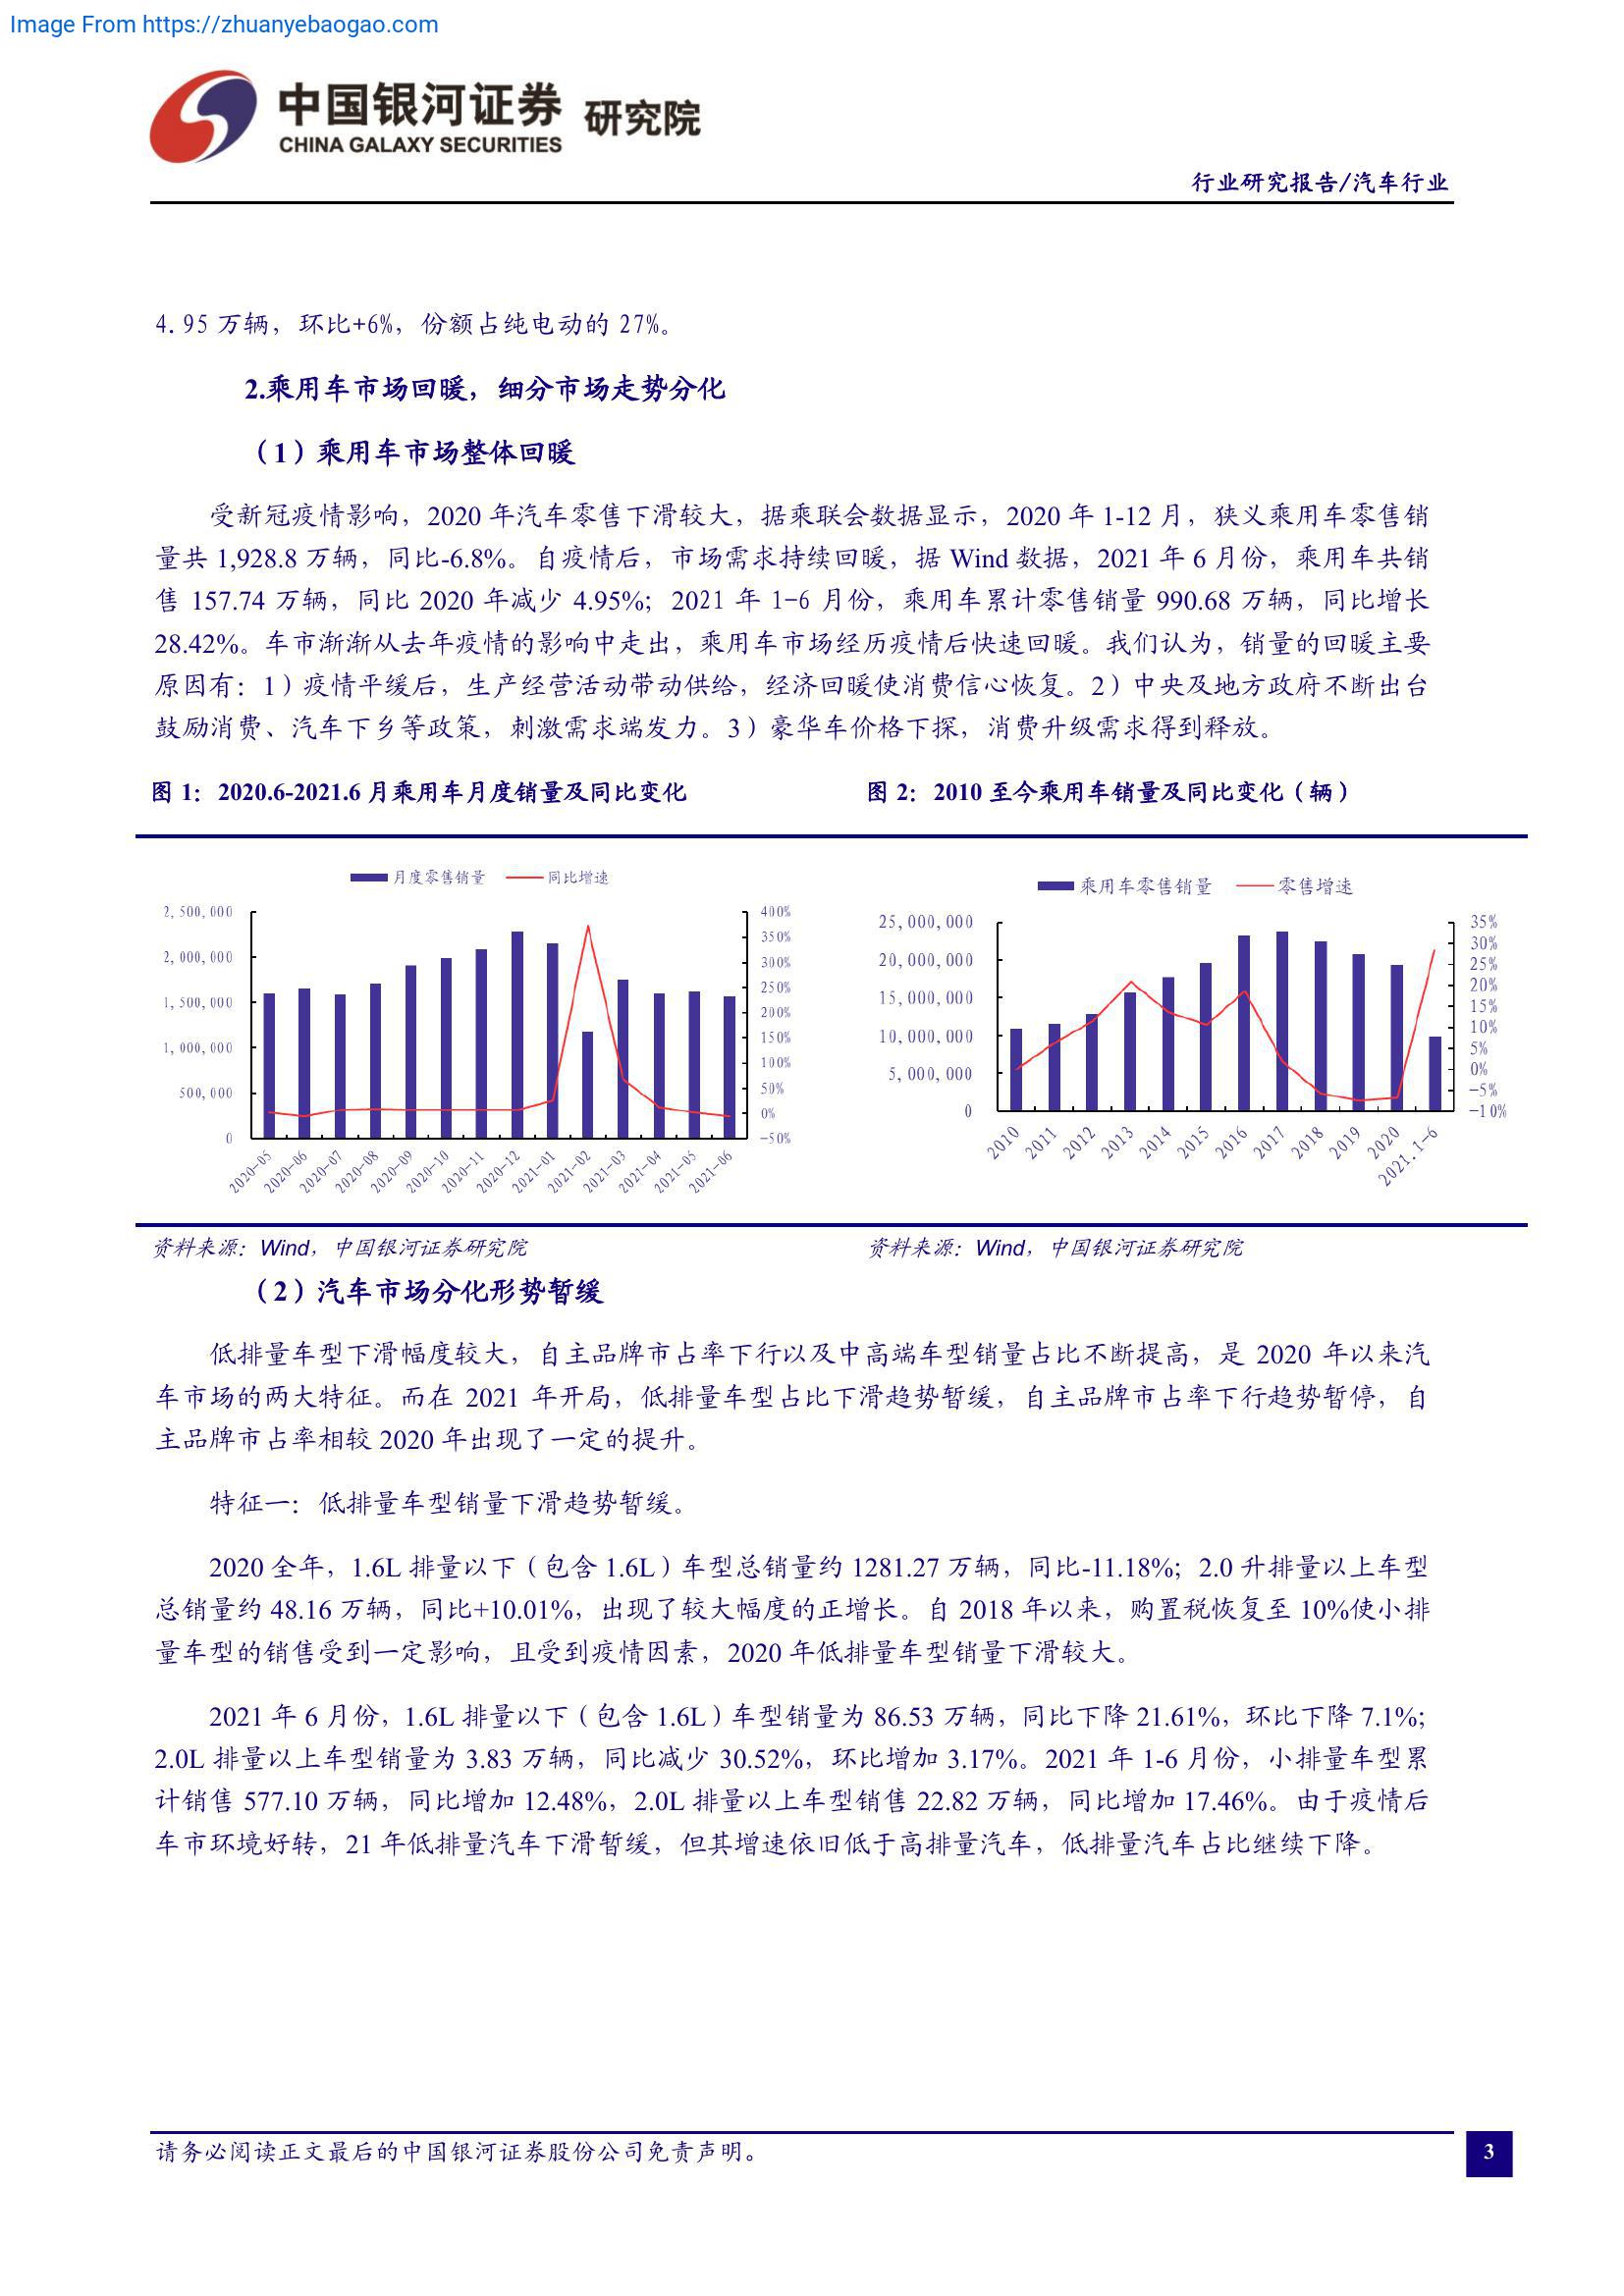 Image From https://zhuanyebaogao.com
中国银河证券 研究院
CHINA GALAXY SECURITIES
行业研究报告/汽车行业
4.95 万辆，环比+6%，份额占纯电动的 27%。
2.乘用车市场回暖，细分市场走势分化
（1）乘用车市场整体回暖
受新冠疫情影响，2020 年汽车零售下滑较大，据乘联会数据显示，2020 年 1-12 月，狭义乘用车零售销
量共 1,928.8 万辆，同比-6.8%。自疫情后，市场需求持续回暖，据 Wind 数据，2021 年 6 月份，乘用车共销
售 157.74 万辆，同比 2020 年减少 4.95%；2021 年 1-6 月份，乘用车累计零售销量 990.68 万辆，同比增长
28.42%。车市渐渐从去年疫情的影响中走出，乘用车市场经历疫情后快速回暖。我们认为，销量的回暖主要
原因有：1）疫情平缓后，生产经营活动带动供给，经济回暖使消费信心恢复。2）中央及地方政府不断出台
鼓励消费、汽车下乡等政策，刺激需求端发力。3）豪华车价格下探，消费升级需求得到释放。
图 1：2020.6-2021.6 月乘用车月度销量及同比变化
月度零售销量 同比增速
2,500,000
2,000,000
1,500,000
1,000,000
500,000
0
400%
350%
300%
250%
200%
150%
100%
50%
0%
-50%
2020-05 2020-06 2020-07 2020-08 2020-09 2020-10 2020-11 2020-12 2021-01 2021-02 2021-03 2021-04 2021-05 2021-06
资料来源：Wind，中国银河证券研究院
图 2：2010 至今乘用车销量及同比变化（辆）
乘用车零售销量 零售增速
25,000,000
20,000,000
15,000,000
10,000,000
5,000,000
0
35%
30%
25%
20%
15%
10%
5%
0%
-5%
-10%
2010 2011 2012 2013 2014 2015 2016 2017 2018 2019 2020 2021.1-6
资料来源：Wind，中国银河证券研究院
（2）汽车市场分化形势暂缓
低排量车型下滑幅度较大，自主品牌市占率下行以及中高端车型销量占比不断提高，是 2020 年以来汽
车市场的两大特征。而在 2021 年开局，低排量车型占比下滑趋势暂缓，自主品牌市占率下行趋势暂停，自
主品牌市占率相较 2020 年出现了一定的提升。
特征一：低排量车型销量下滑趋势暂缓。
2020 全年，1.6L 排量以下（包含 1.6L）车型总销量约 1281.27 万辆，同比-11.18%；2.0 升排量以上车型
总销量约 48.16 万辆，同比+10.01%，出现了较大幅度的正增长。自 2018 年以来，购置税恢复至 10%使小排
量车型的销售受到一定影响，且受到疫情因素，2020 年低排量车型销量下滑较大。
2021 年 6 月份，1.6L 排量以下（包含 1.6L）车型销量为 86.53 万辆，同比下降 21.61%，环比下降 7.1%；
2.0L 排量以上车型销量为 3.83 万辆，同比减少 30.52%，环比增加 3.17%。2021 年 1-6 月份，小排量车型累
计销售 577.10 万辆，同比增加 12.48%，2.0L 排量以上车型销售 22.82 万辆，同比增加 17.46%。由于疫情后
车市环境好转，21 年低排量汽车下滑暂缓，但其增速依旧低于高排量汽车，低排量汽车占比继续下降。
请务必阅读正文最后的中国银河证券股份公司免责声明。
3